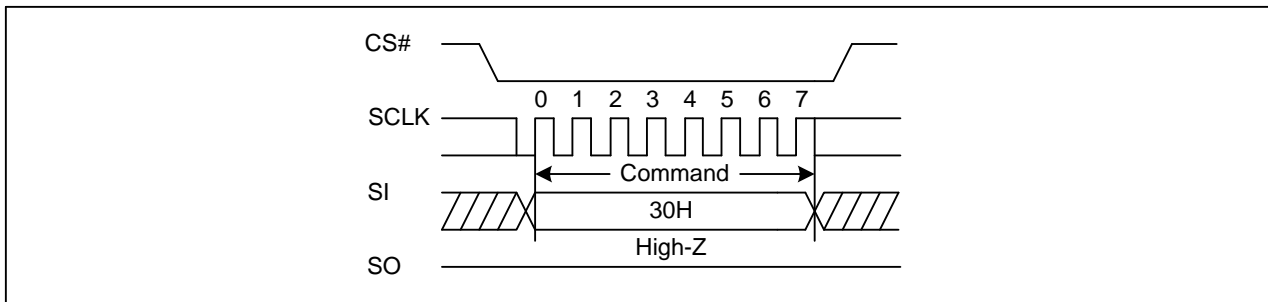 CS#
0 1 2 3 4 5 6 7
SCLK
Command
SI
30H
High-Z
SO